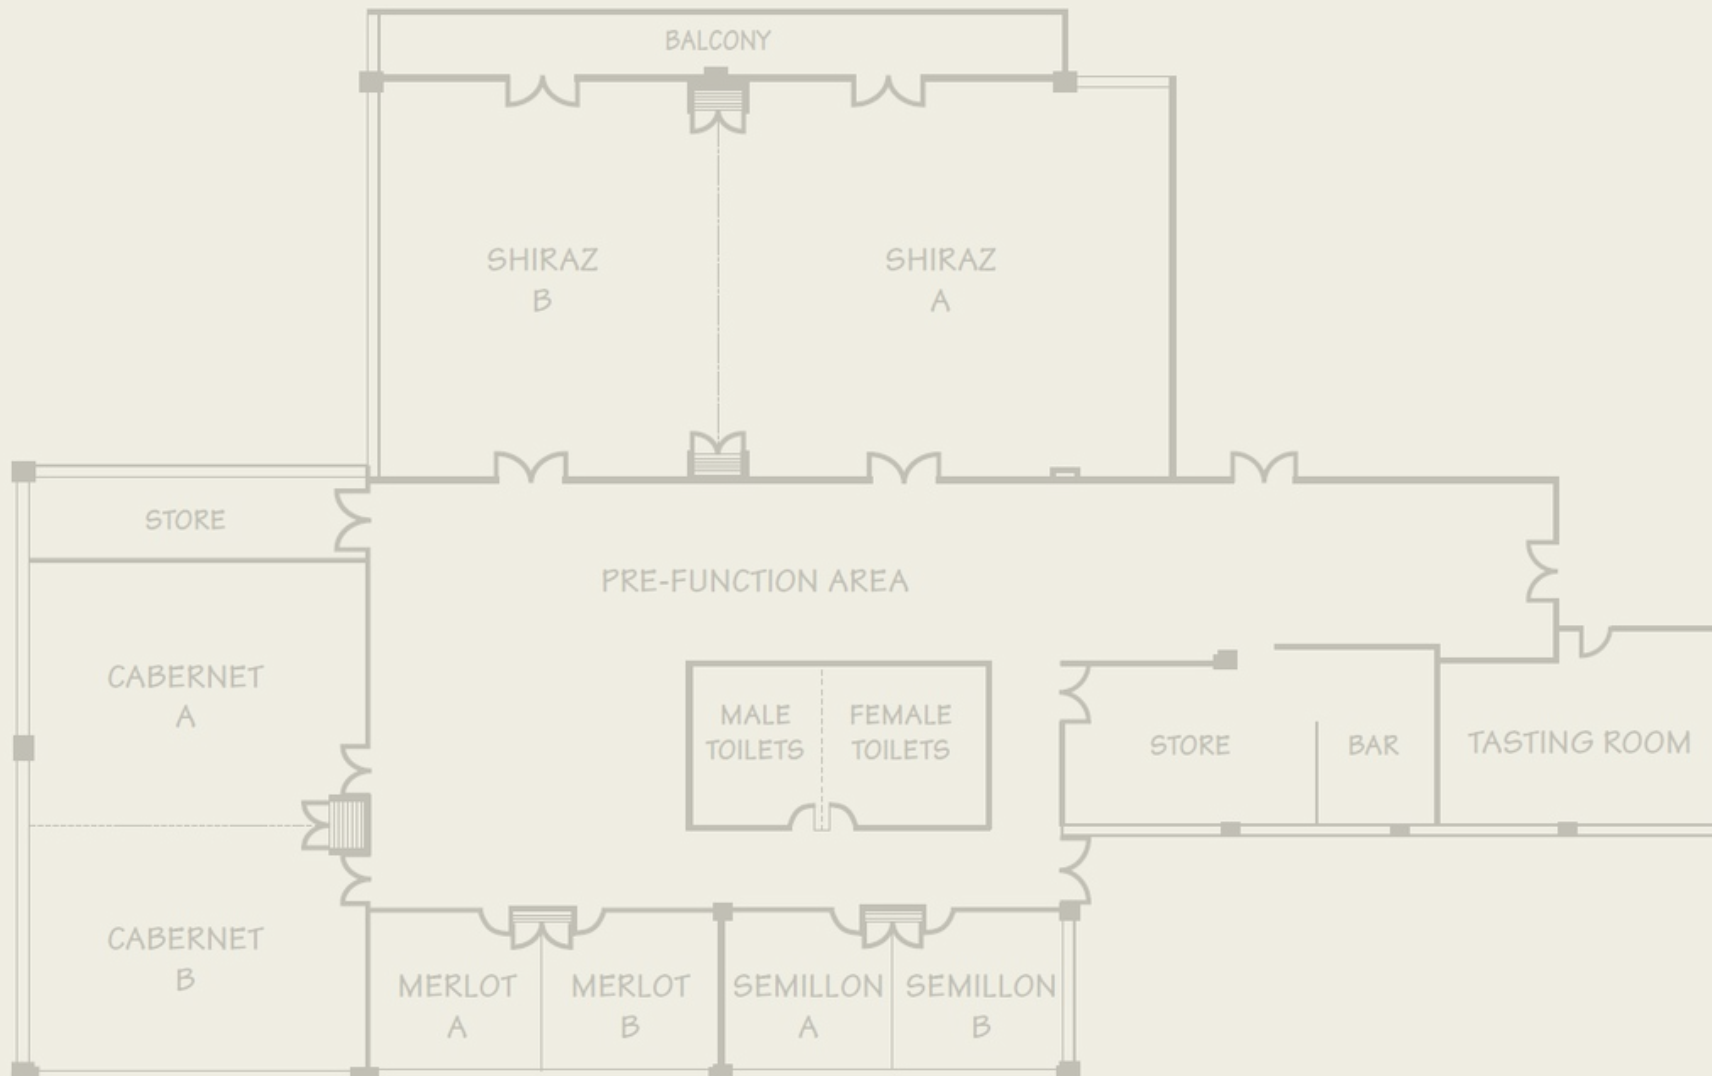 BALCONY
SHIRAZ
B
SHIRAZ
A
STORE
PRE-FUNCTION AREA
CABERNET
A
MALE
TOILETS
FEMALE
TOILETS
STORE
BAR
TASTING ROOM
CABERNET
B
MERLOT
A
MERLOT
B
SEMILLON
A
SEMILLON
B